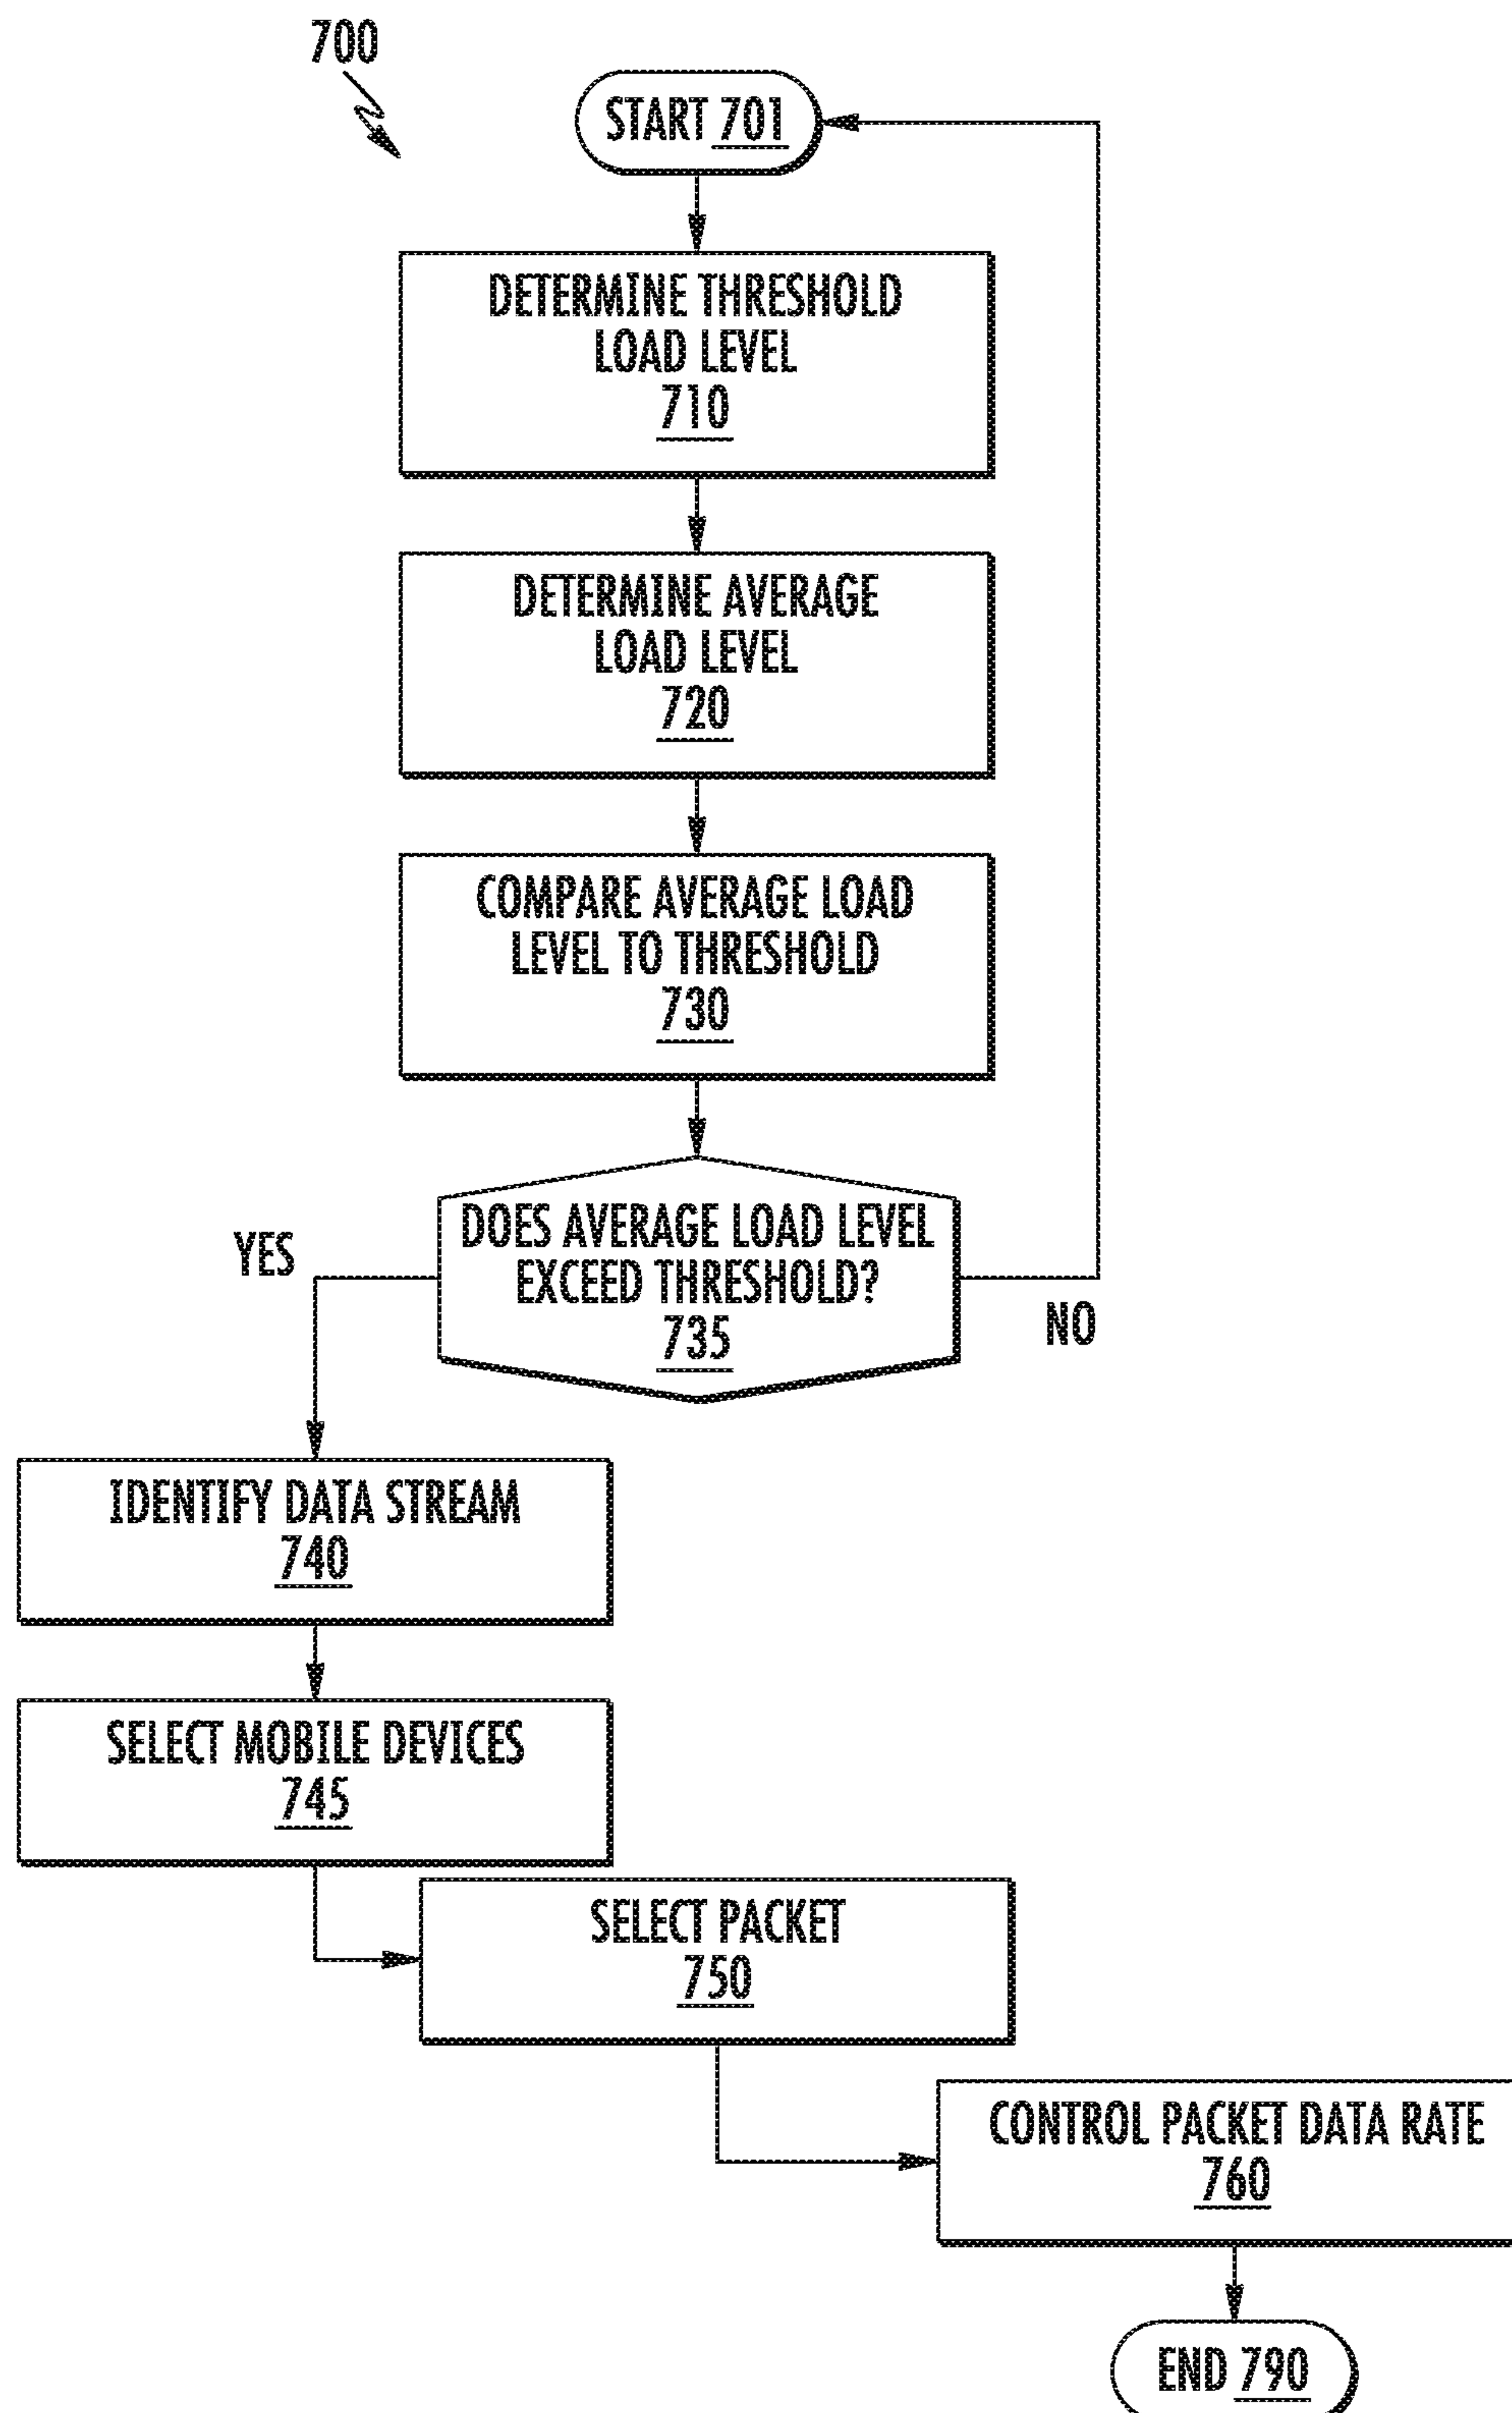 700
START 701
DETERMINE THRESHOLD
LOAD LEVEL
710
DETERMINE AVERAGE
LOAD LEVEL
720
COMPARE AVERAGE LOAD
LEVEL TO THRESHOLD
730
DOES AVERAGE LOAD LEVEL
EXCEED THRESHOLD?
735
YES
NO
IDENTIFY DATA STREAM
740
SELECT MOBILE DEVICES
745
SELECT PACKET
750
CONTROL PACKET DATA RATE
760
END 790